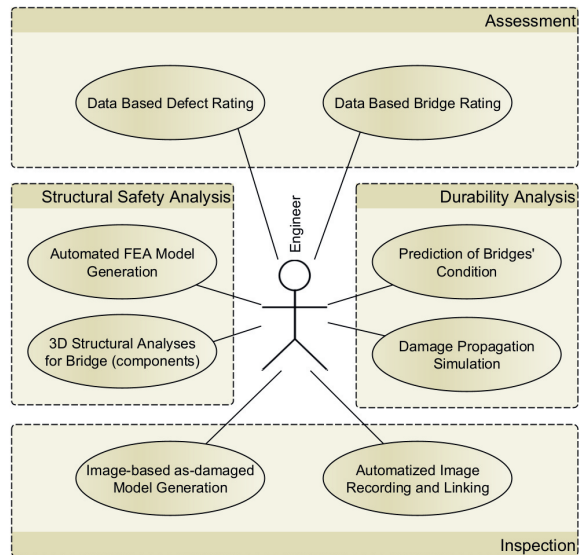 Assessment
Data Based Defect Rating
Data Based Bridge Rating
Structural Safety Analysis
Automated FEA Model
Generation
3D Structural Analyses
for Bridge (components)
Engineer
Durability Analysis
Prediction of Bridges'
Condition
Damage Propagation
Simulation
Image-based as-damaged
Model Generation
Automatized Image
Recording and Linking
Inspection